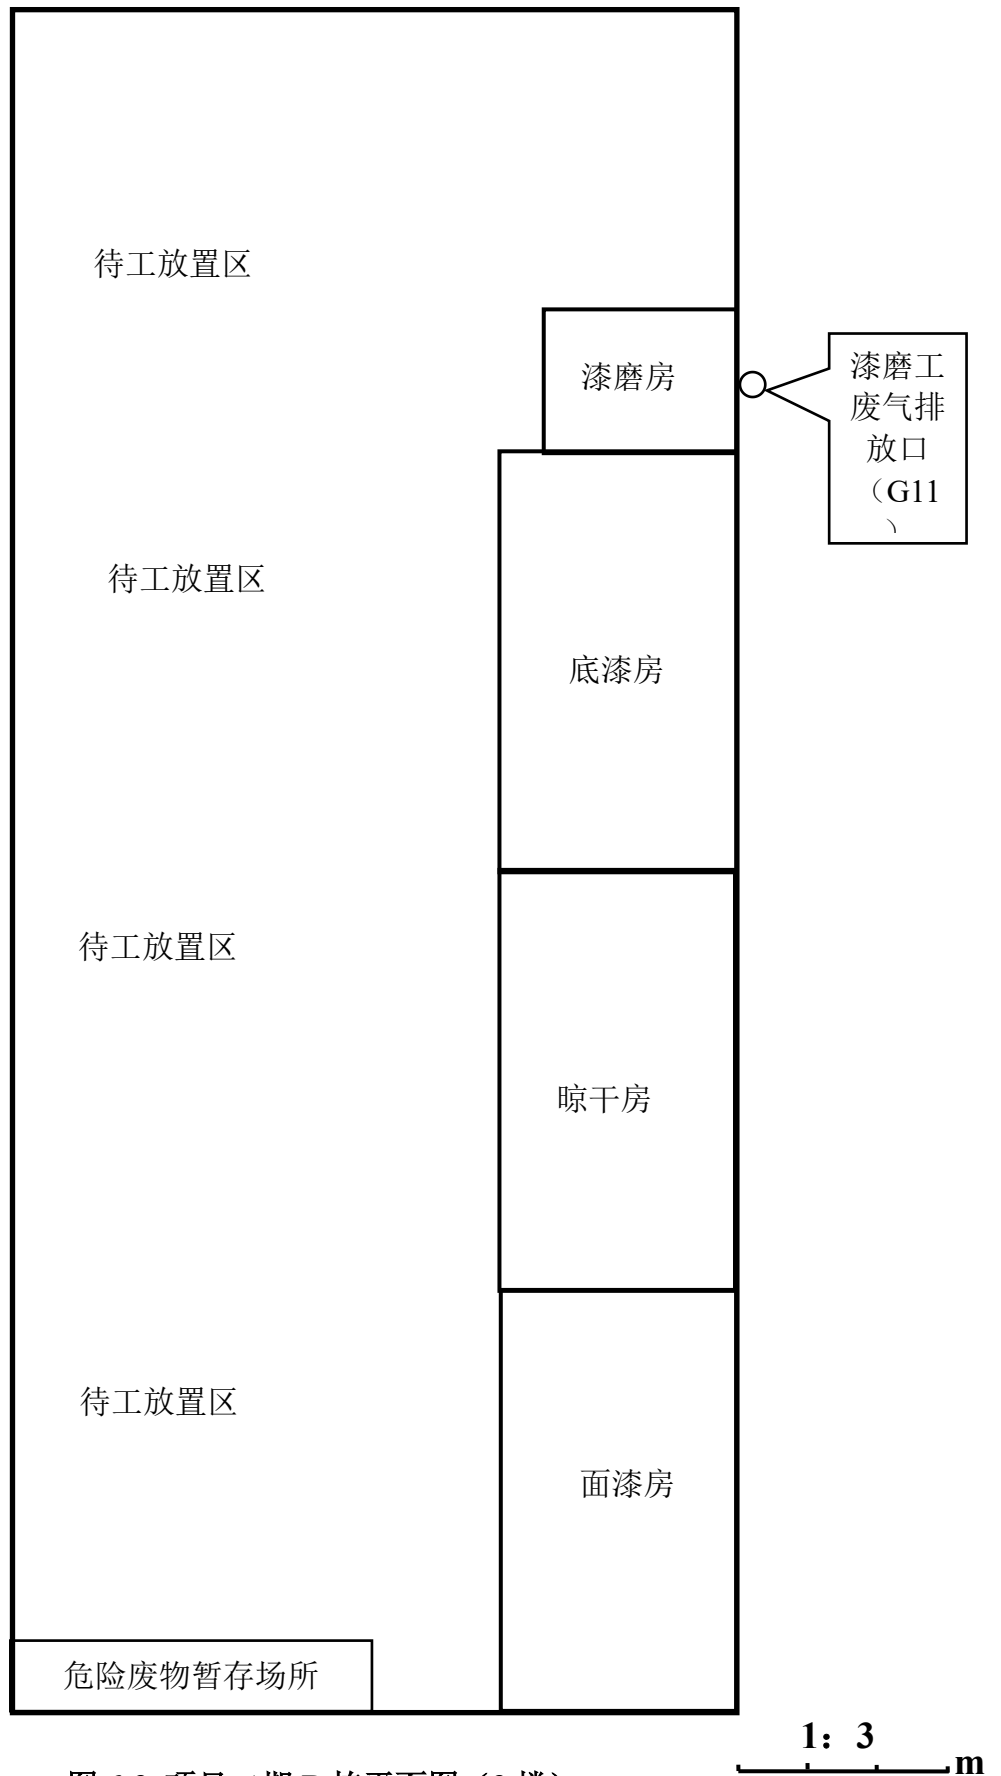 待工放置区
漆磨房
漆磨工
废气排
放口
（G11
）
待工放置区
底漆房
待工放置区
晾干房
待工放置区
面漆房
危险废物暂存场所
1：3
m